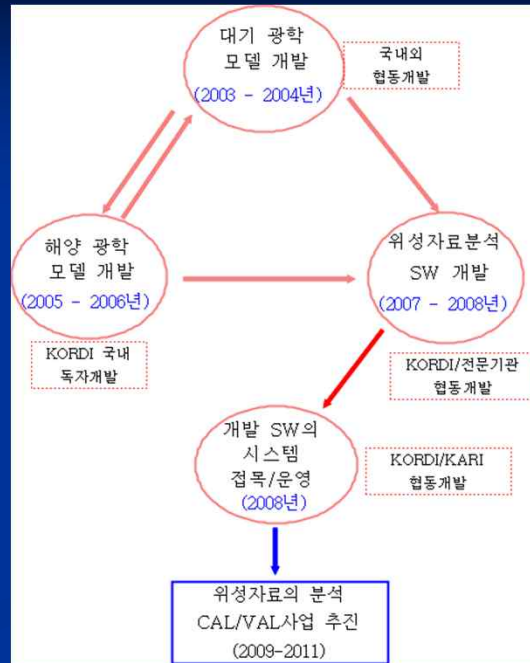 대기 광학
모델 개발
(2003 - 2004년)
국내외
협동개발
해양 광학
모델 개발
(2005 - 2006년)
KORDI 국내
독자개발
위성자료분석
SW 개발
(2007 - 2008년)
KORDI/전문기관
협동개발
개발 SW의
시스템
접목/운영
(2008년)
KORDI/KARI
협동개발
위성자료의 분석
CAL/VAL사업 추진
(2009-2011)